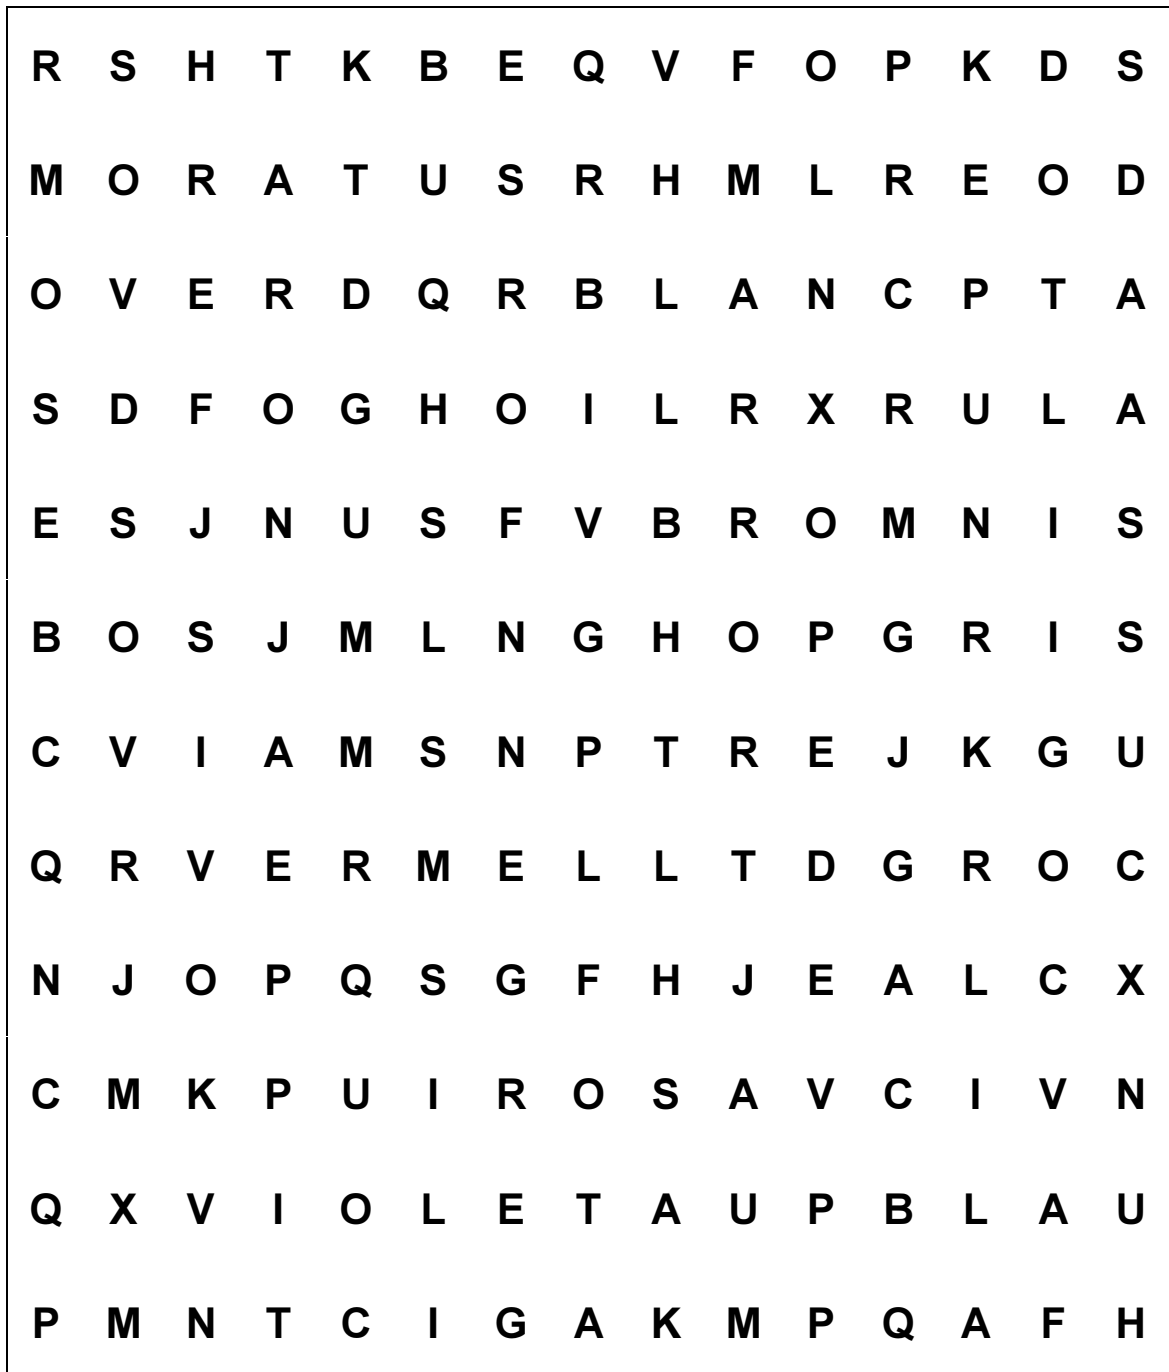 R S H T K B E Q V F O P K D S
M O R A T U S R H M L R E O D
O V E R D Q R B L A N C P T A
S D F O G H O I L R X R U L A
E S J N U S F V B R O M N I S
B O S J M L N G H O P G R I S
C V I A M S N P T R E J K G U
Q R V E R M E L L T D G R O C
N J O P Q S G F H J E A L C X
C M K P U I R O S A V C I V N
Q X V I O L E T A U P B L A U
P M N T C I G A K M P Q A F H